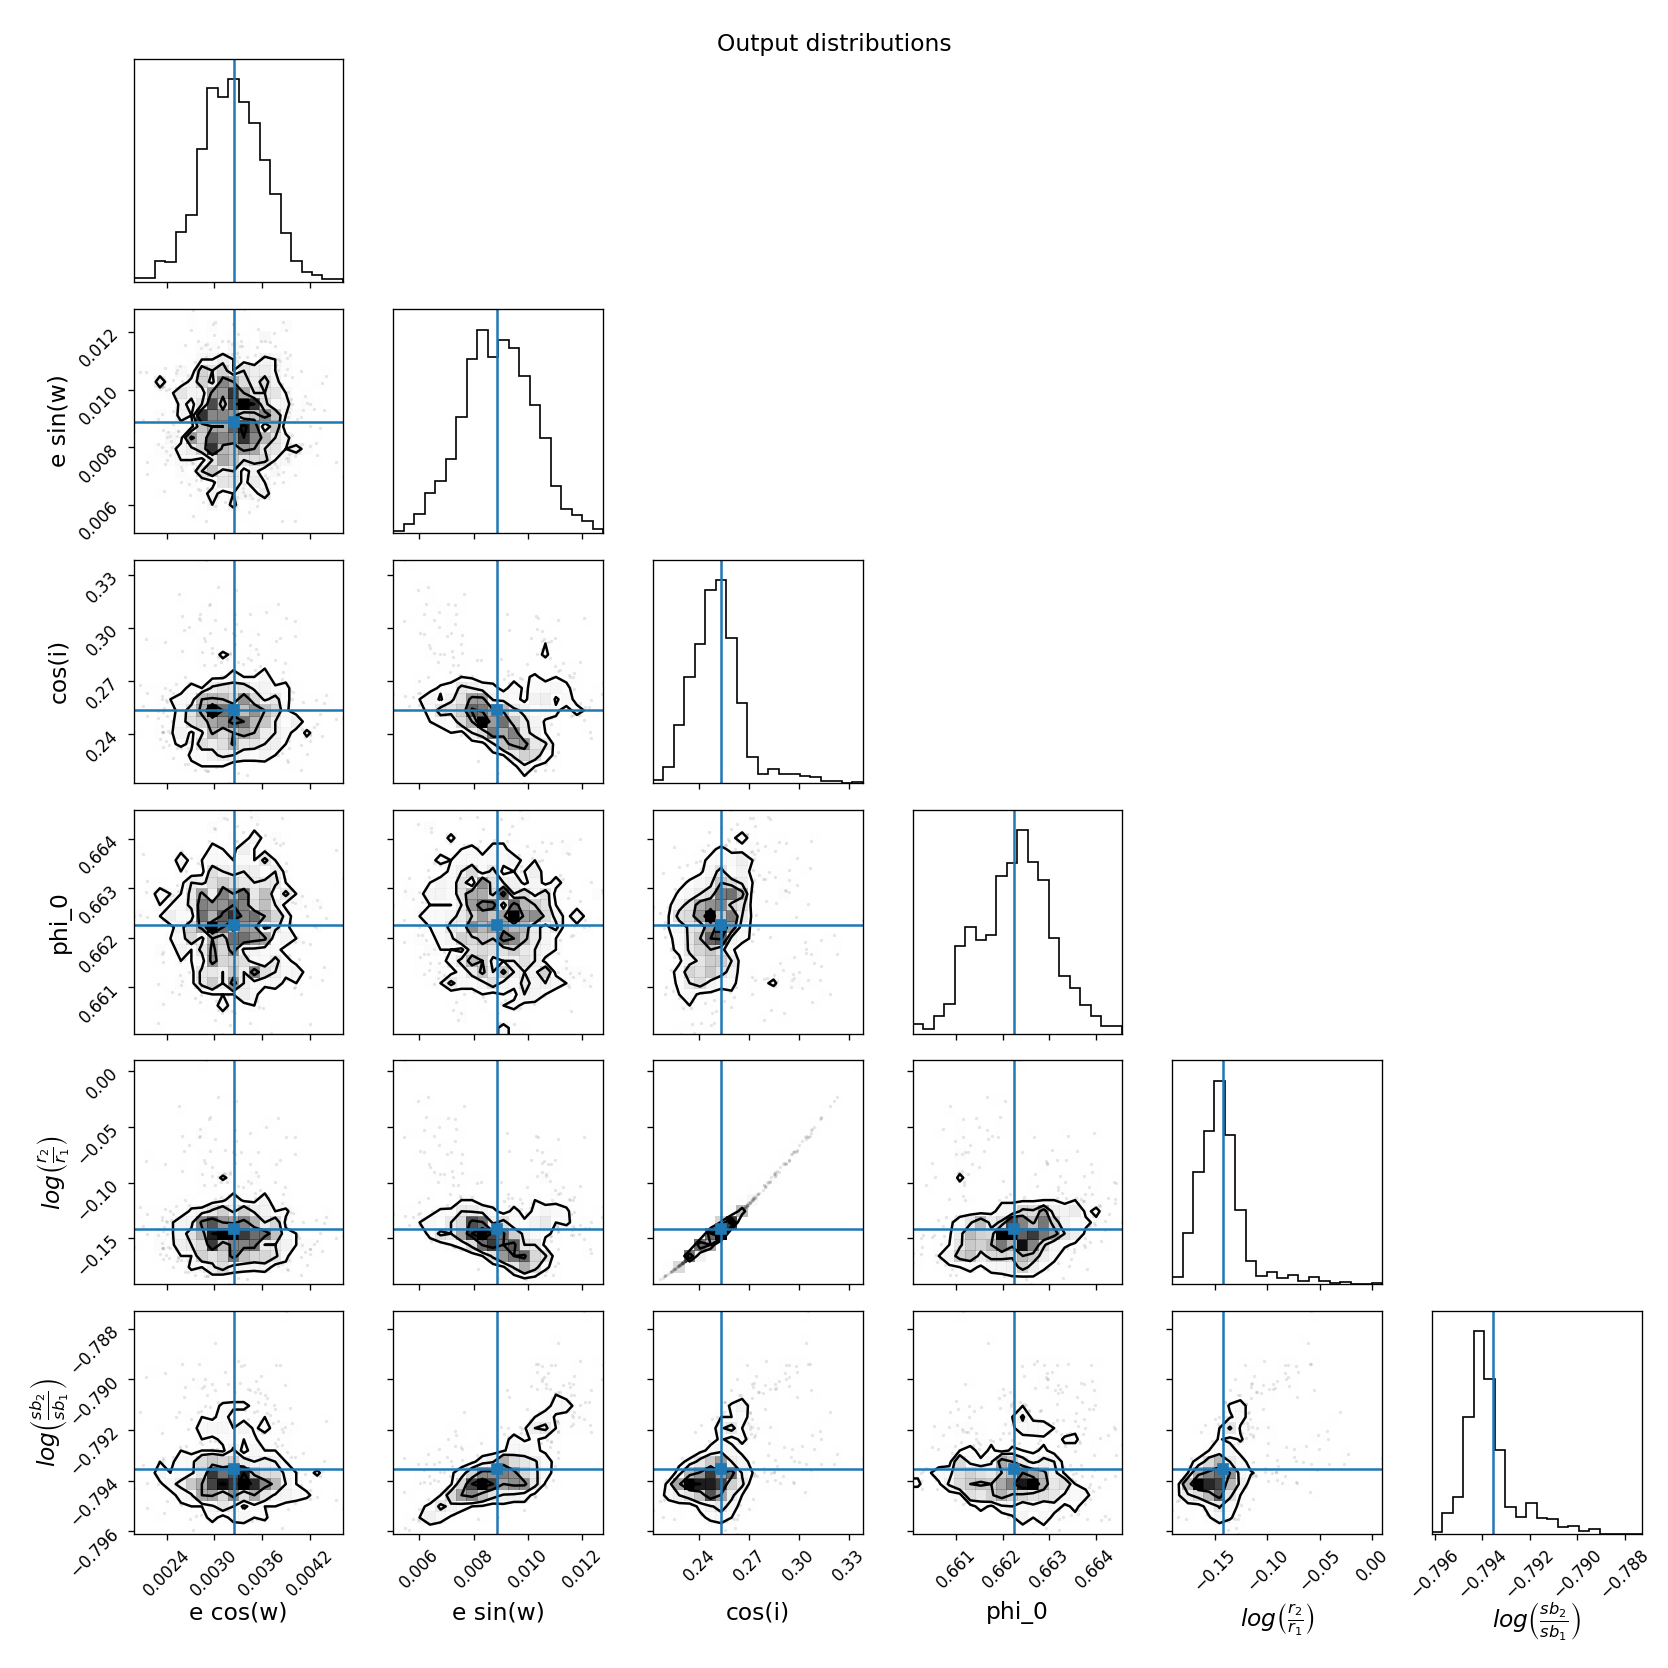 Output distributions
e sin(w)
0.012
0.010
0.008
0.006
cos(i)
0.33
0.30
0.27
0.24
phi_0
0.664
0.663
0.662
0.661
log(r2/r1)
0.00
−0.05
−0.10
−0.15
log(sb2/sb1)
−0.788
−0.790
−0.792
−0.794
−0.796
0.0024 0.0030 0.0036 0.0042
0.006 0.008 0.010 0.012
0.24 0.27 0.30 0.33
0.661 0.662 0.663 0.664
−0.15 −0.10 −0.05 0.00
−0.796 −0.794 −0.792 −0.790 −0.788
e cos(w) e sin(w) cos(i) phi_0 log(r2/r1) log(sb2/sb1)